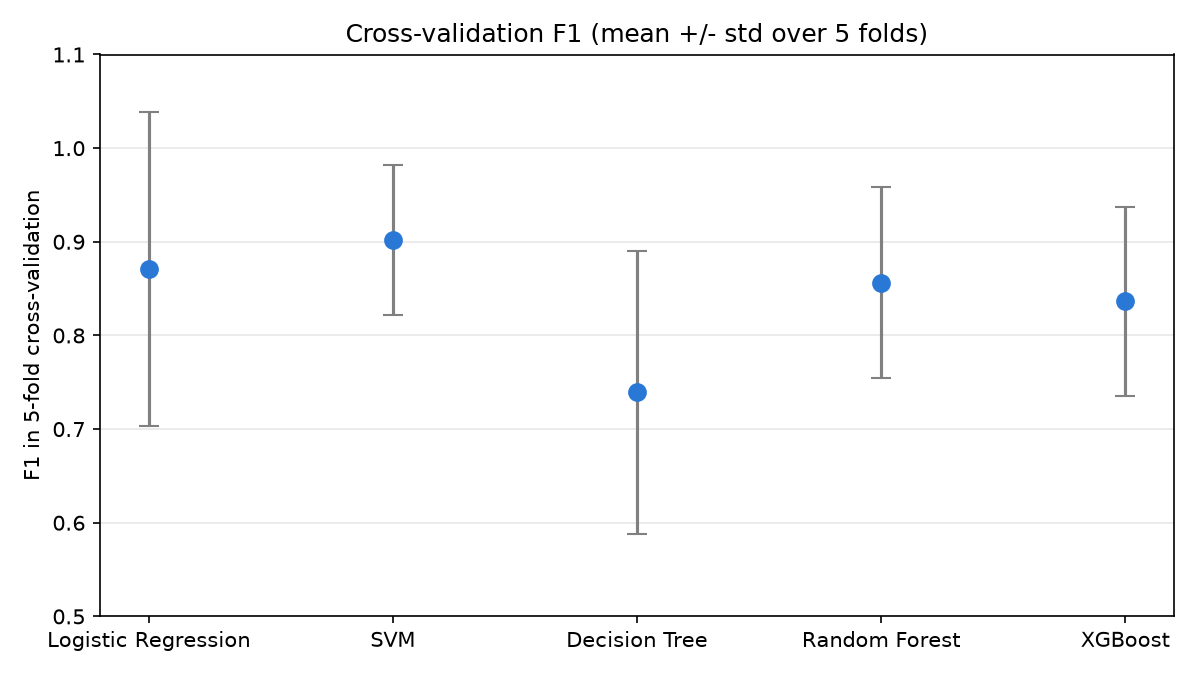 Cross-validation F1 (mean +/- std over 5 folds)
F1 in 5-fold cross-validation
1.1
1.0
0.9
0.8
0.7
0.6
0.5
Logistic Regression
SVM
Decision Tree
Random Forest
XGBoost